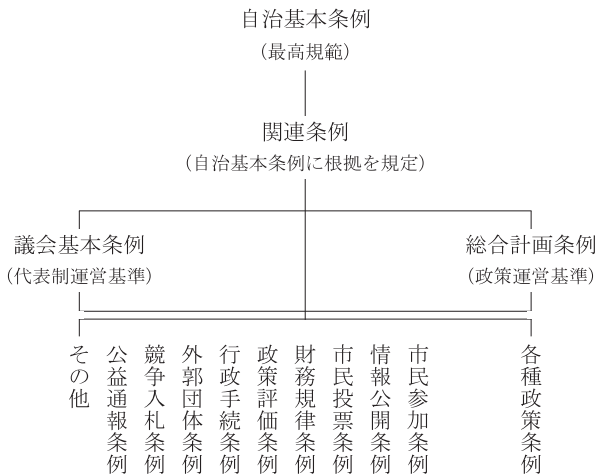 自治基本条例
（最高規範）
関連条例
（自治基本条例に根拠を規定）
議会基本条例
（代表制運営基準）
総合計画条例
（政策運営基準）
各種政策条例
市民参加条例
情報公開条例
市民投票条例
財務規律条例
政策評価条例
行政手続条例
外郭団体条例
競争入札条例
公益通報条例
その他